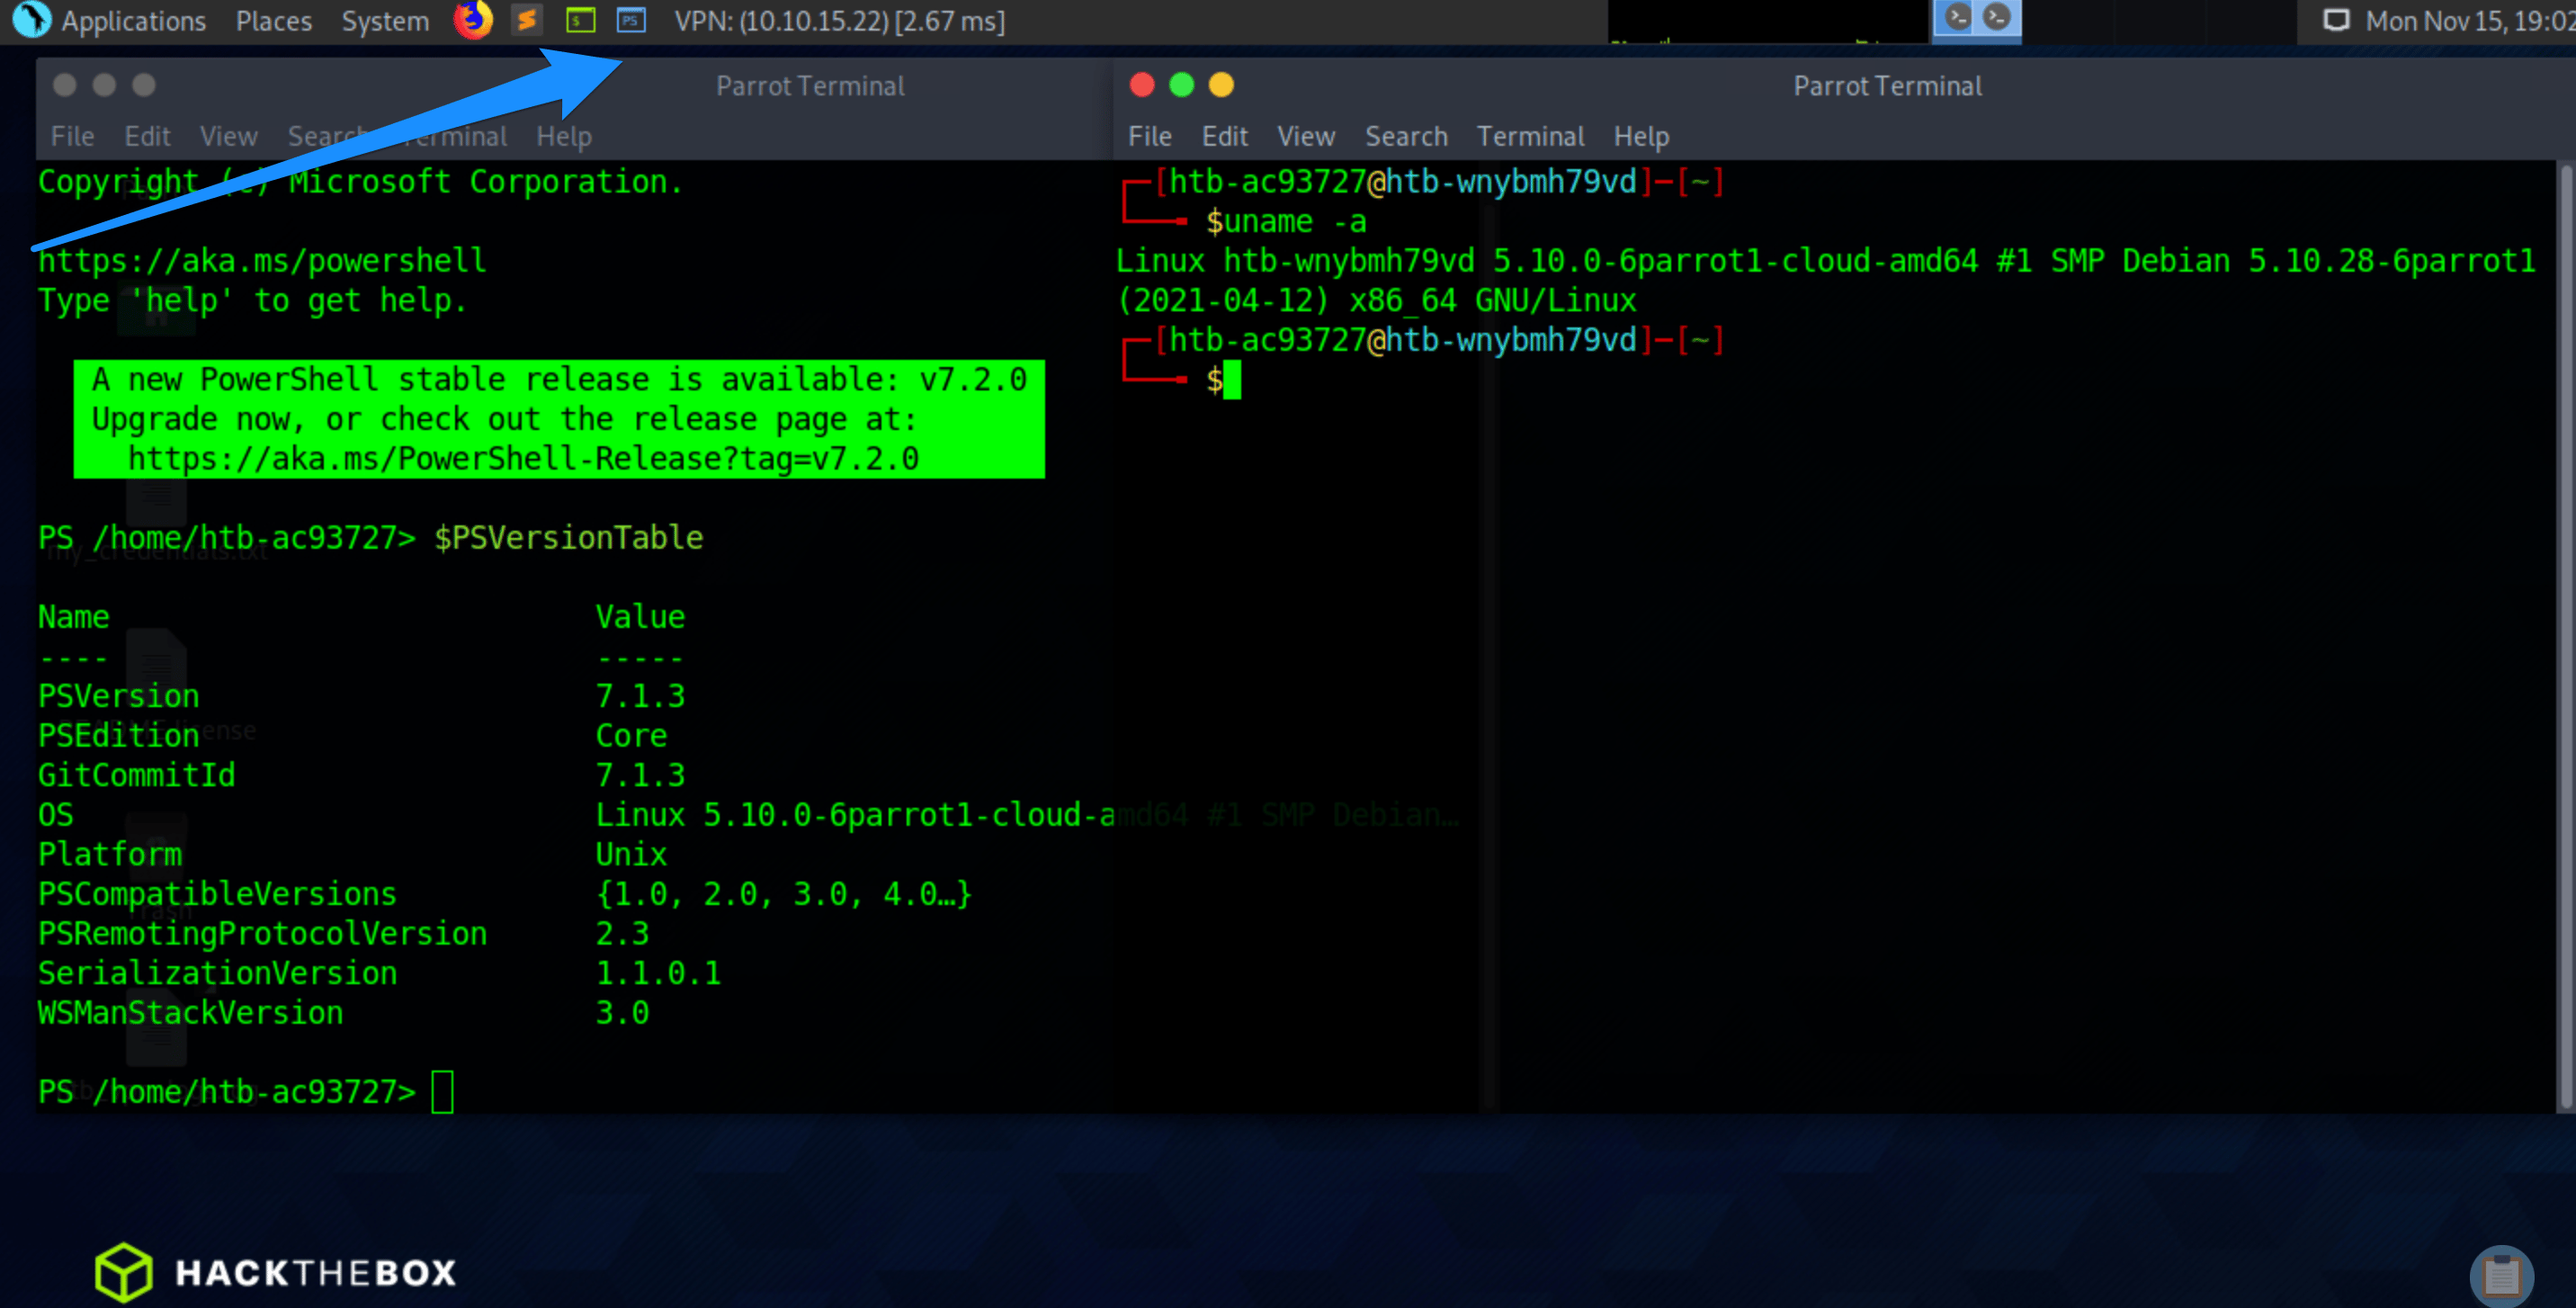 Applications Places System $ PS VPN: (10.10.15.22) [2.67 ms] Mon Nov 15, 19:02
Parrot Terminal
File Edit View Search Terminal Help
Copyright (c) Microsoft Corporation.
https://aka.ms/powershell
Type 'help' to get help.
A new PowerShell stable release is available: v7.2.0
Upgrade now, or check out the release page at:
https://aka.ms/PowerShell-Release?tag=v7.2.0
PS /home/htb-ac93727> $PSVersionTable
my_credentials.txt
Name Value
---- -----
PSVersion 7.1.3
PSEdition Core
GitCommitId 7.1.3
OS Linux 5.10.0-6parrot1-cloud-amd64 #1 SMP Debian…
Platform Unix
PSCompatibleVersions {1.0, 2.0, 3.0, 4.0…}
Trash
PSRemotingProtocolVersion 2.3
SerializationVersion 1.1.0.1
WSManStackVersion 3.0
PS /home/htb-ac93727>
Parrot Terminal
File Edit View Search Terminal Help
[htb-ac93727@htb-wnybmh79vd]-[~]
$uname -a
Linux htb-wnybmh79vd 5.10.0-6parrot1-cloud-amd64 #1 SMP Debian 5.10.28-6parrot1
(2021-04-12) x86_64 GNU/Linux
[htb-ac93727@htb-wnybmh79vd]-[~]
$
HACKTHEBOX